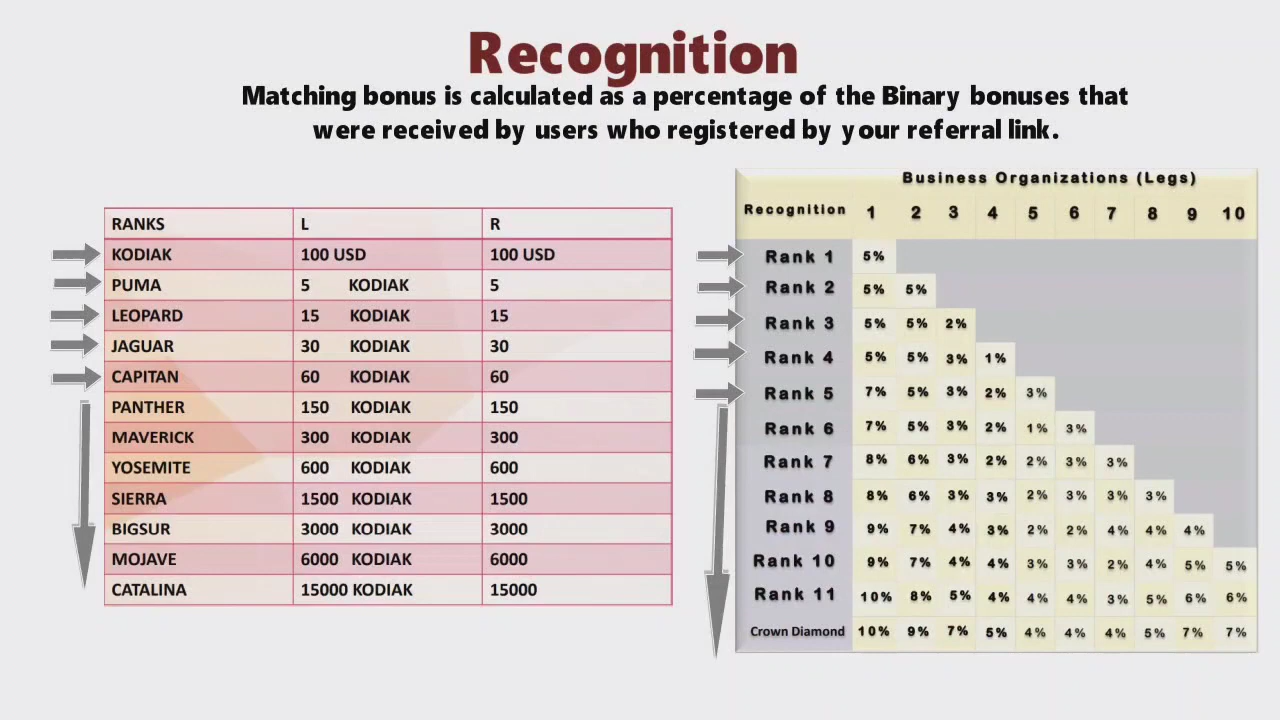 Recognition
Matching bonus is calculated as a percentage of the Binary bonuses that
were received by users who registered by your referral link.
RANKS L R
KODIAK 100 USD 100 USD
PUMA 5 KODIAK 5
LEOPARD 15 KODIAK 15
JAGUAR 30 KODIAK 30
CAPITAN 60 KODIAK 60
PANTHER 150 KODIAK 150
MAVERICK 300 KODIAK 300
YOSEMITE 600 KODIAK 600
SIERRA 1500 KODIAK 1500
BIGSUR 3000 KODIAK 3000
MOJAVE 6000 KODIAK 6000
CATALINA 15000 KODIAK 15000
Business Organizations (Legs)
Recognition 1 2 3 4 5 6 7 8 9 10
Rank 1 5%
Rank 2 5% 5%
Rank 3 5% 5% 2%
Rank 4 5% 5% 3% 1%
Rank 5 7% 5% 3% 2% 3%
Rank 6 7% 5% 3% 2% 1% 3%
Rank 7 8% 6% 3% 2% 2% 3% 3%
Rank 8 8% 6% 3% 3% 2% 3% 3% 3%
Rank 9 9% 7% 4% 3% 2% 2% 4% 4% 4%
Rank 10 9% 7% 4% 4% 3% 3% 2% 4% 5% 5%
Rank 11 10% 8% 5% 4% 4% 4% 3% 5% 6% 6%
Crown Diamond 10% 9% 7% 5% 4% 4% 4% 5% 7% 7%